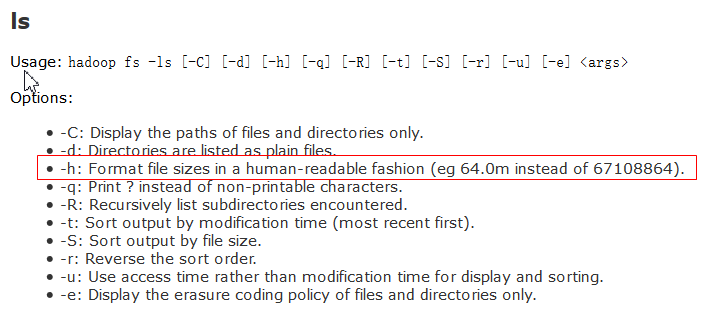 ls
Usage: hadoop fs -ls [-C] [-d] [-h] [-q] [-R] [-t] [-S] [-r] [-u] [-e] <args>
Options:
• -C: Display the paths of files and directories only.
• -d: Directories are listed as plain files.
• -h: Format file sizes in a human-readable fashion (eg 64.0m instead of 67108864).
• -q: Print ? instead of non-printable characters.
• -R: Recursively list subdirectories encountered.
• -t: Sort output by modification time (most recent first).
• -S: Sort output by file size.
• -r: Reverse the sort order.
• -u: Use access time rather than modification time for display and sorting.
• -e: Display the erasure coding policy of files and directories only.